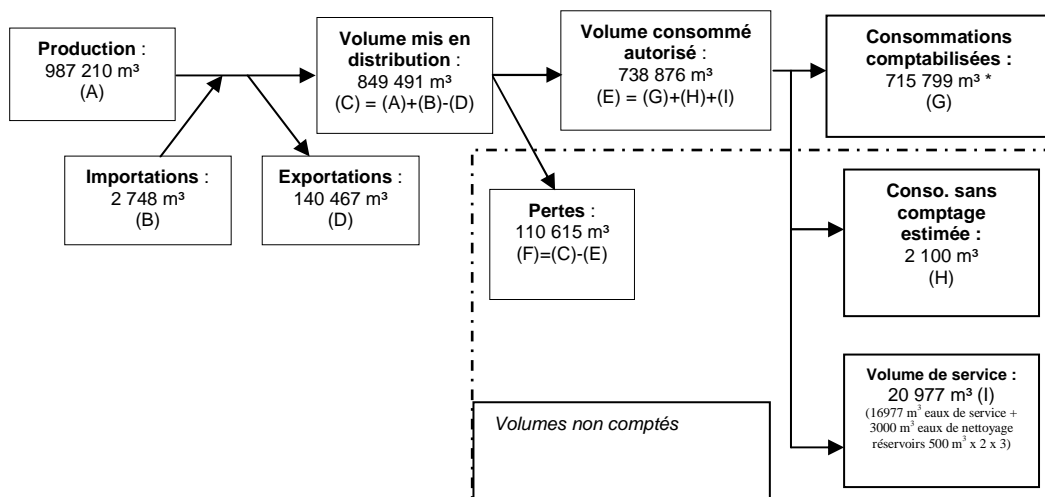 Production :
987 210 m³
(A)
Volume mis en
distribution :
849 491 m³
(C) = (A)+(B)-(D)
Volume consommé
autorisé :
738 876 m³
(E) = (G)+(H)+(I)
Consommations
comptabilisées :
715 799 m³ *
(G)
Importations :
2 748 m³
(B)
Exportations :
140 467 m³
(D)
Pertes :
110 615 m³
(F)=(C)-(E)
Conso. sans
comptage
estimée :
2 100 m³
(H)
Volume de service :
20 977 m³ (I)
(16977 m³ eaux de service +
3000 m³ eaux de nettoyage
réservoirs 500 m³ x 2 x 3)
Volumes non comptés